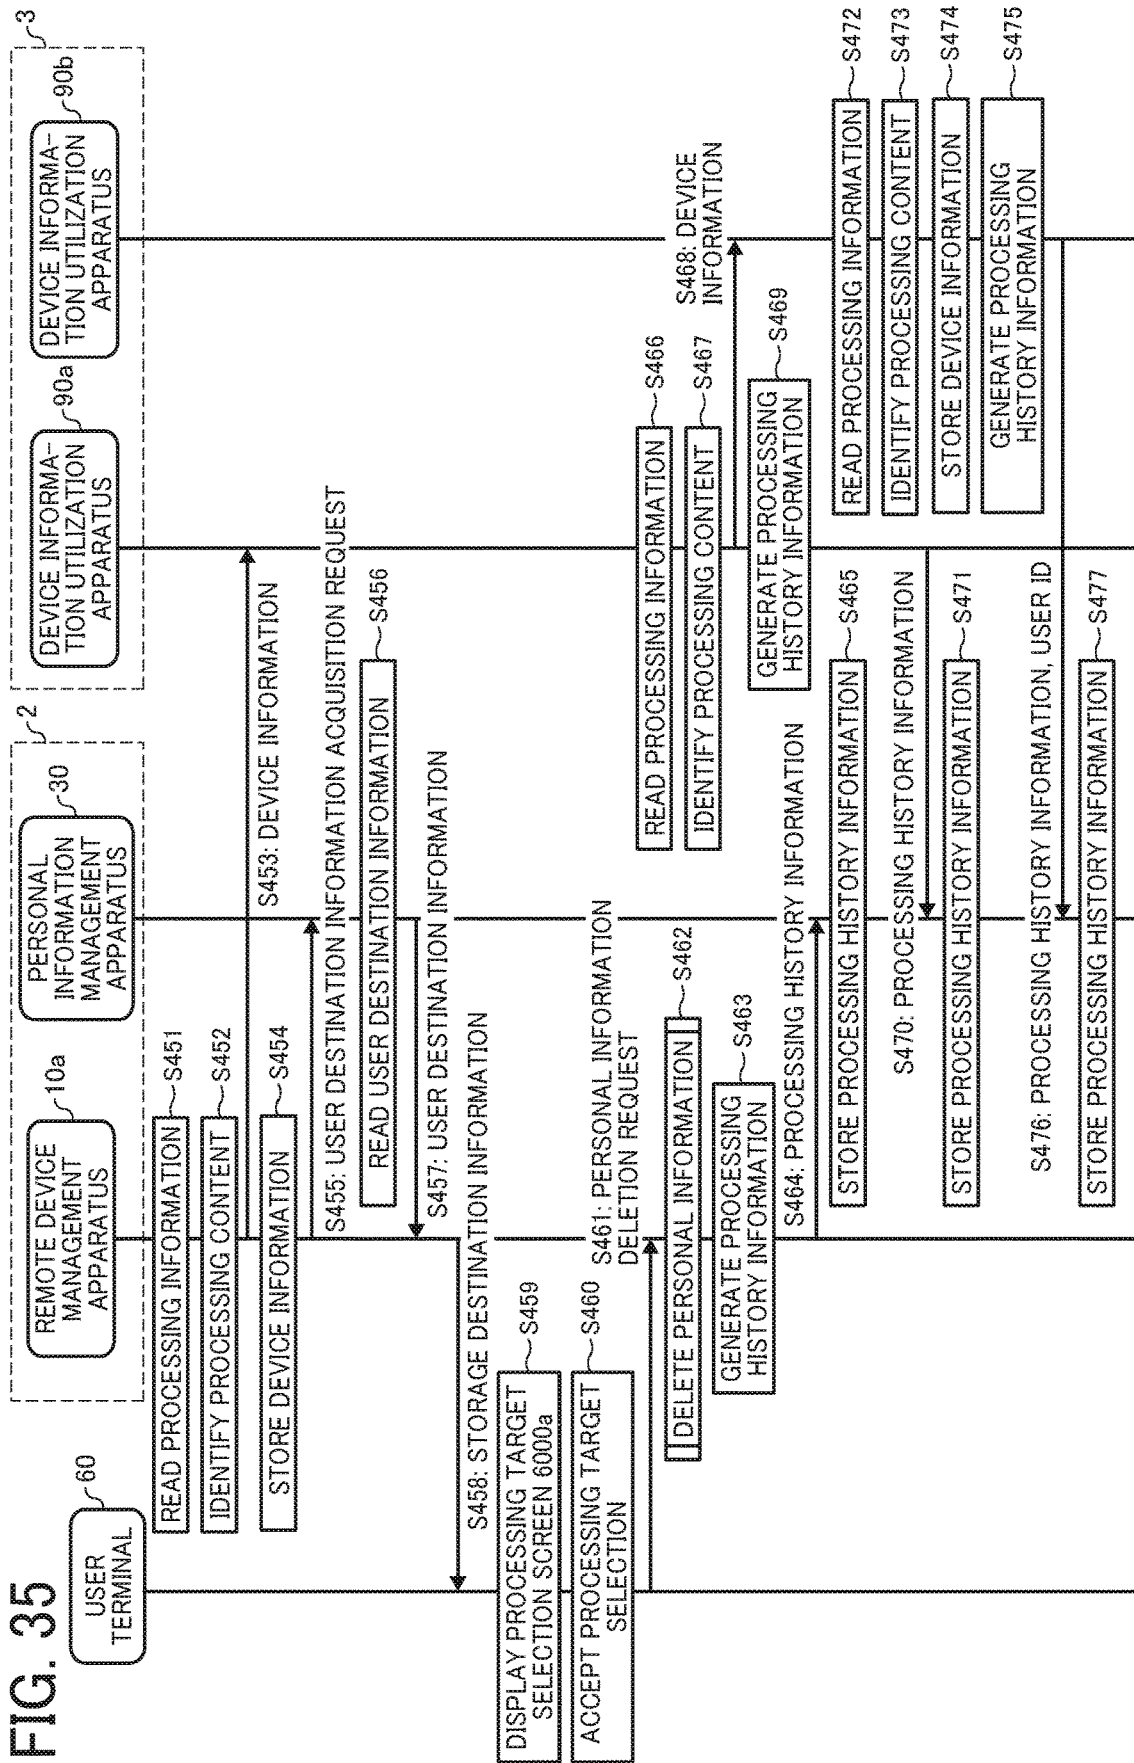 FIG. 35
USER
TERMINAL
60
2
REMOTE DEVICE
MANAGEMENT
APPARATUS
10a
PERSONAL
INFORMATION
MANAGEMENT
APPARATUS
30
3
DEVICE INFORMA-
TION UTILIZATION
APPARATUS
90a
DEVICE INFORMA-
TION UTILIZATION
APPARATUS
90b
READ PROCESSING INFORMATION
S451
IDENTIFY PROCESSING CONTENT
S452
S453: DEVICE INFORMATION
STORE DEVICE INFORMATION
S454
S455: USER DESTINATION INFORMATION ACQUISITION REQUEST
READ USER DESTINATION INFORMATION
S456
S457: USER DESTINATION INFORMATION
S458: STORAGE DESTINATION INFORMATION
DISPLAY PROCESSING TARGET
SELECTION SCREEN 6000a
S459
ACCEPT PROCESSING TARGET
SELECTION
S460
S461: PERSONAL INFORMATION
DELETION REQUEST
DELETE PERSONAL INFORMATION
S462
GENERATE PROCESSING
HISTORY INFORMATION
S463
S464: PROCESSING HISTORY INFORMATION
STORE PROCESSING HISTORY INFORMATION
S465
READ PROCESSING INFORMATION
S466
IDENTIFY PROCESSING CONTENT
S467
S468: DEVICE
INFORMATION
GENERATE PROCESSING
HISTORY INFORMATION
S469
S470: PROCESSING HISTORY INFORMATION
STORE PROCESSING HISTORY INFORMATION
S471
READ PROCESSING INFORMATION
S472
IDENTIFY PROCESSING CONTENT
S473
STORE DEVICE INFORMATION
S474
GENERATE PROCESSING
HISTORY INFORMATION
S475
S476: PROCESSING HISTORY INFORMATION, USER ID
STORE PROCESSING HISTORY INFORMATION
S477